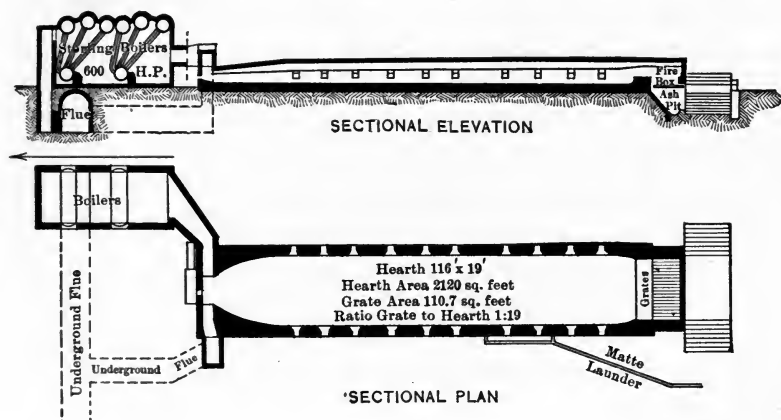 Stirling Boilers
600 H.P.
Flue
Fire
Box
Ash
Pit
SECTIONAL ELEVATION
Boilers
Underground Flue
Hearth 116' x 19'
Hearth Area 2120 sq. feet
Grate Area 110.7 sq. feet
Ratio Grate to Hearth 1:19
Grates
Underground Flue
Matte
Launder
SECTIONAL PLAN